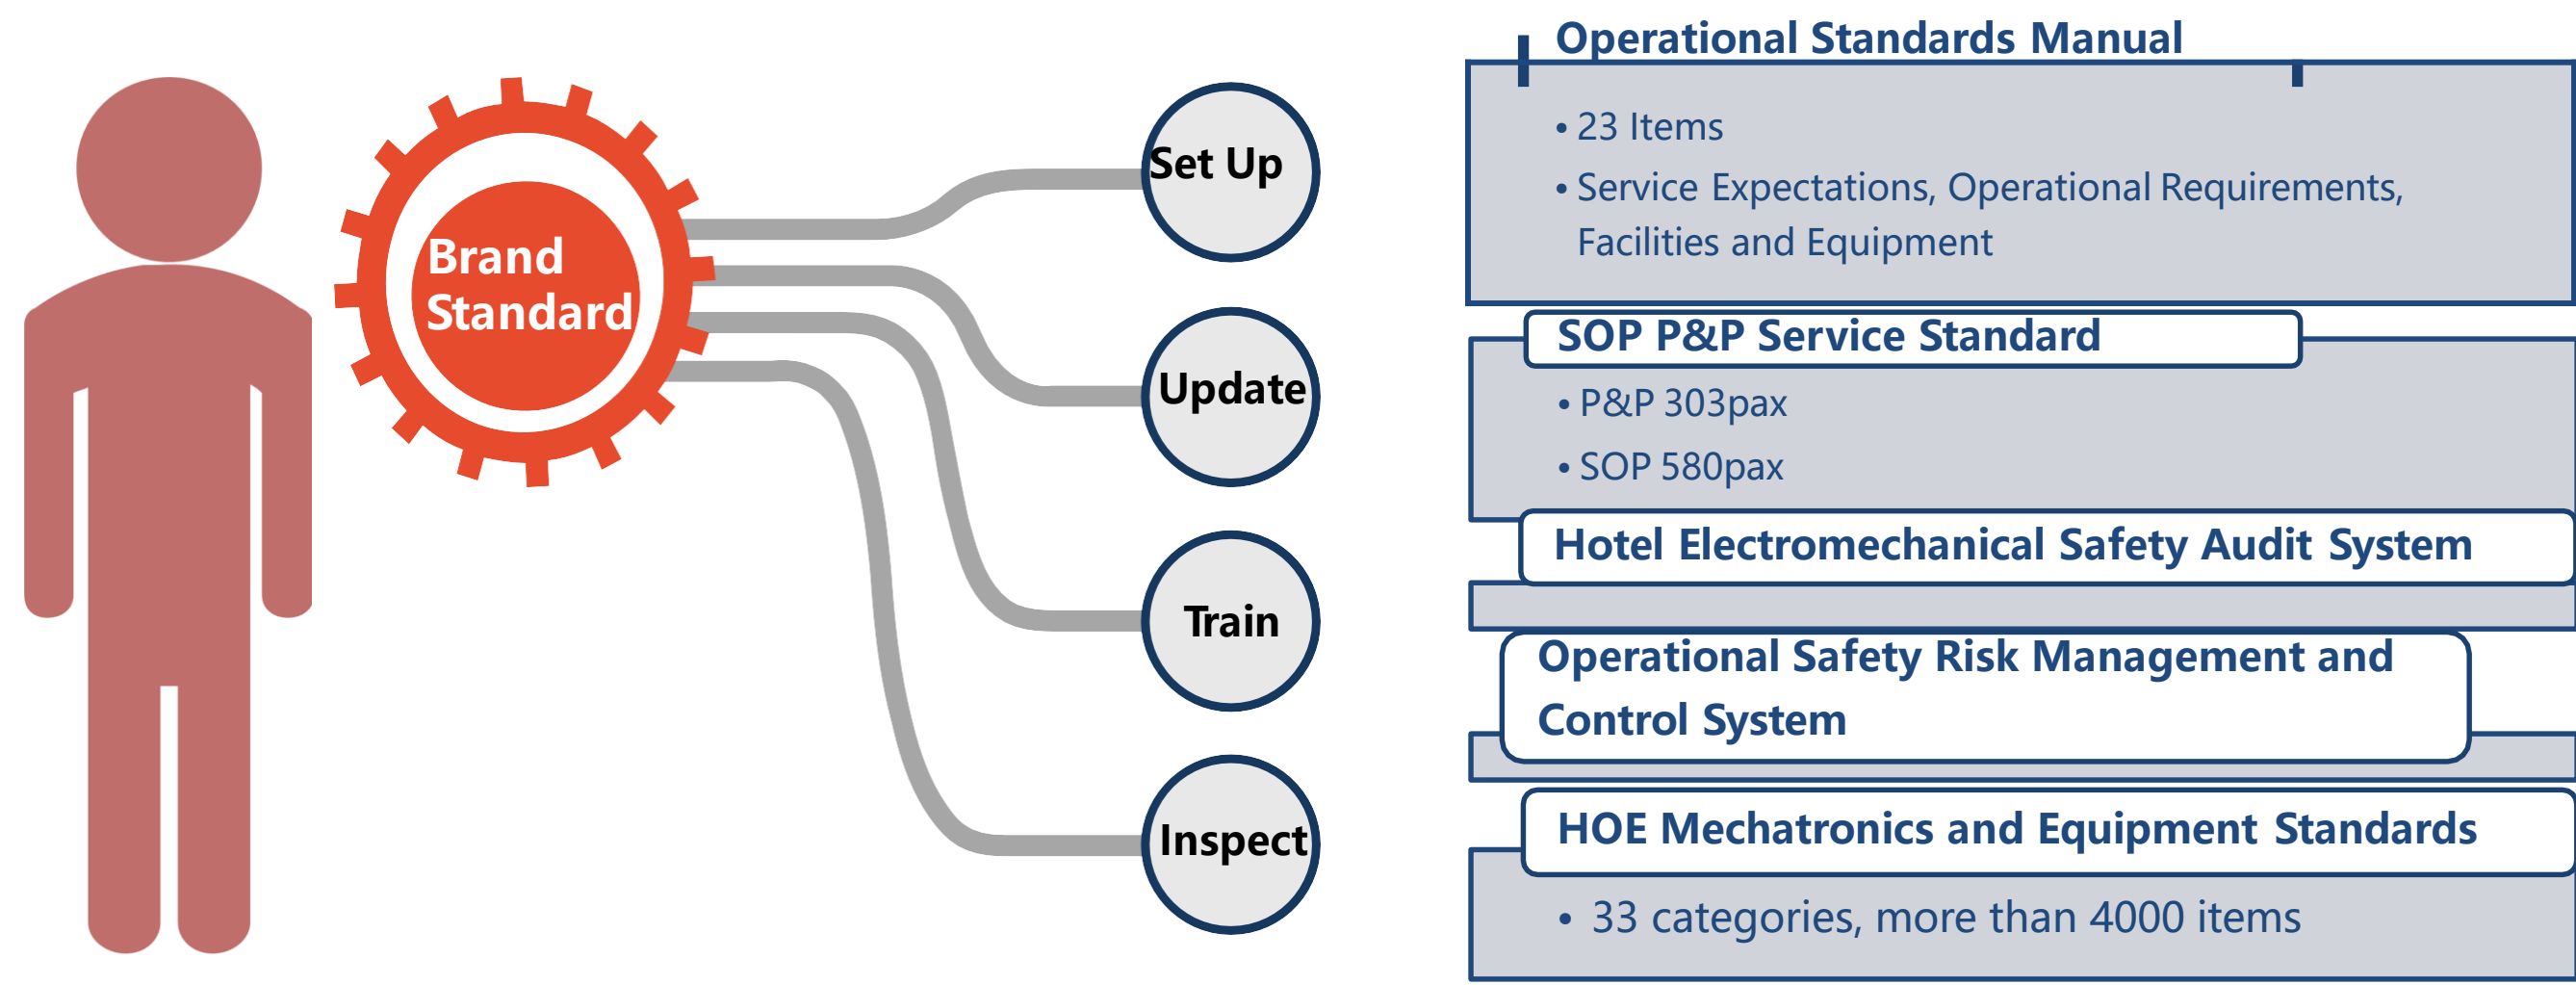 Brand
Standard
Set Up
Update
Train
Inspect
Operational Standards Manual
• 23 Items
• Service Expectations, Operational Requirements,
Facilities and Equipment
SOP P&P Service Standard
• P&P 303pax
• SOP 580pax
Hotel Electromechanical Safety Audit System
Operational Safety Risk Management and
Control System
HOE Mechatronics and Equipment Standards
• 33 categories, more than 4000 items